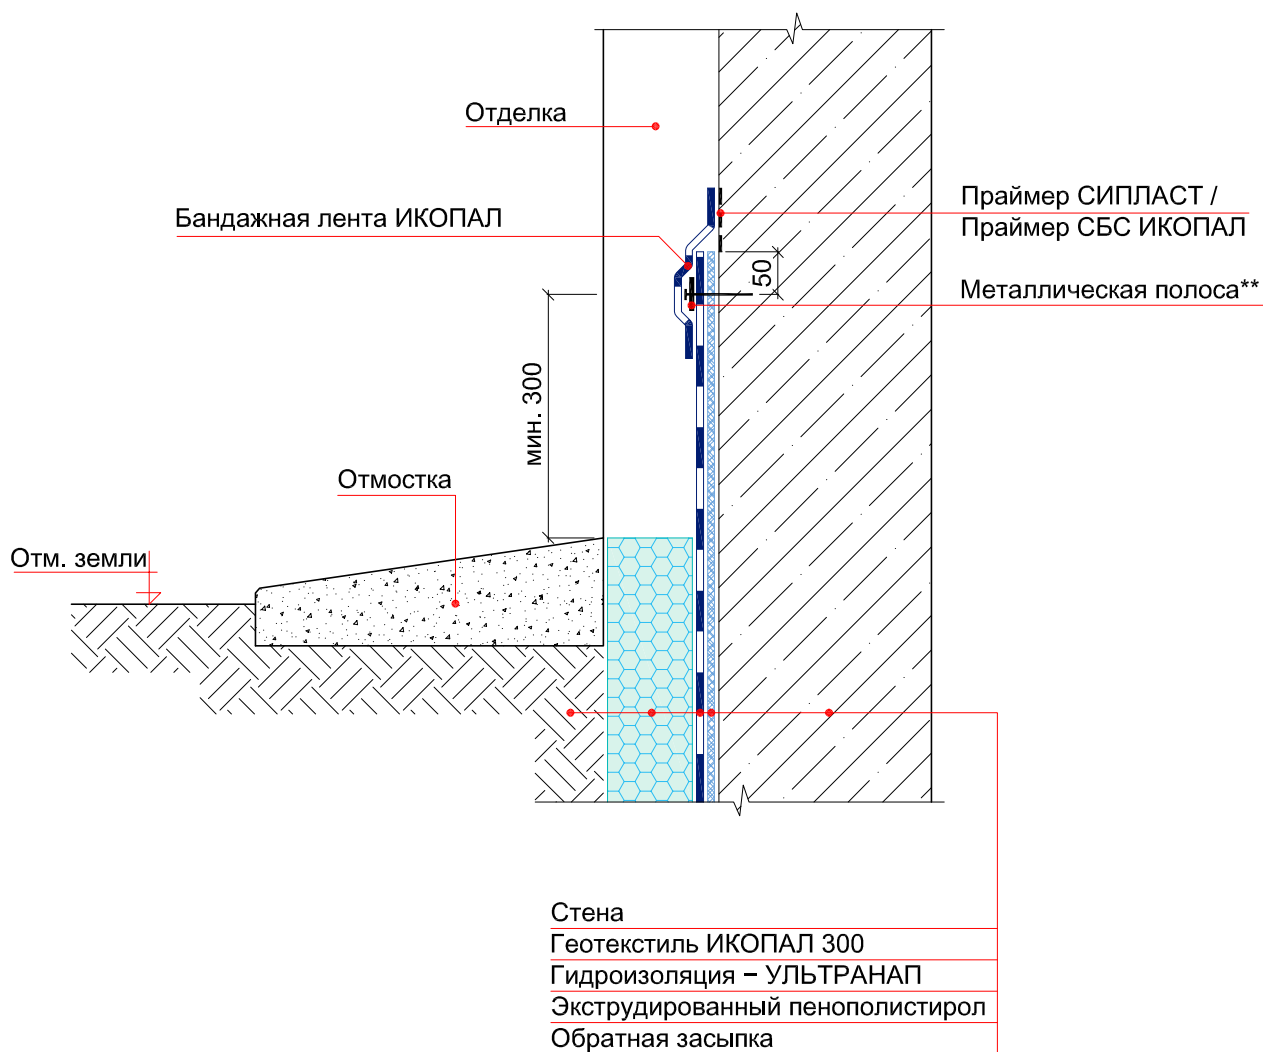 Отделка
Бандажная лента ИКОПАЛ
Праймер СИПЛАСТ /
Праймер СБС ИКОПАЛ
50
Металлическая полоса**
мин. 300
Отмостка
Отм. земли
Стена
Геотекстиль ИКОПАЛ 300
Гидроизоляция – УЛЬТРАНАП
Экструдированный пенополистирол
Обратная засыпка